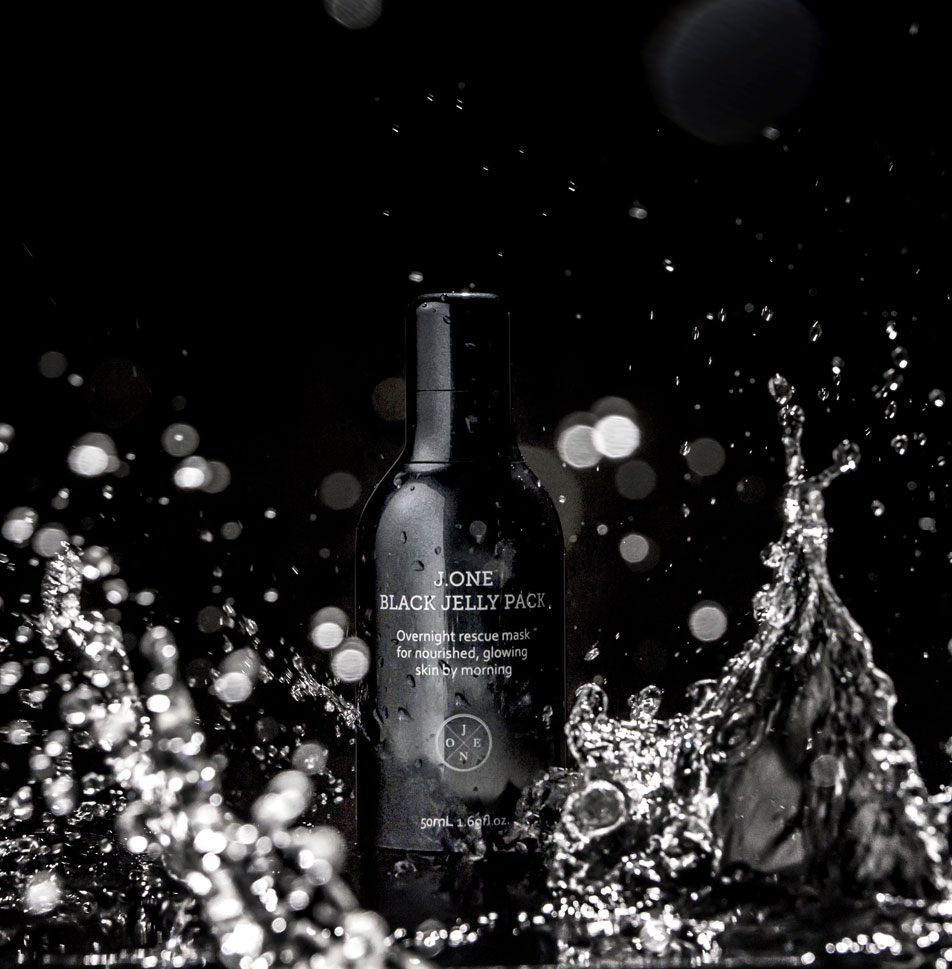 J.ONE
BLACK JELLY PACK
Overnight rescue mask
for nourished, glowing
skin by morning
J
O E
N
50mL 1.69fl.oz.